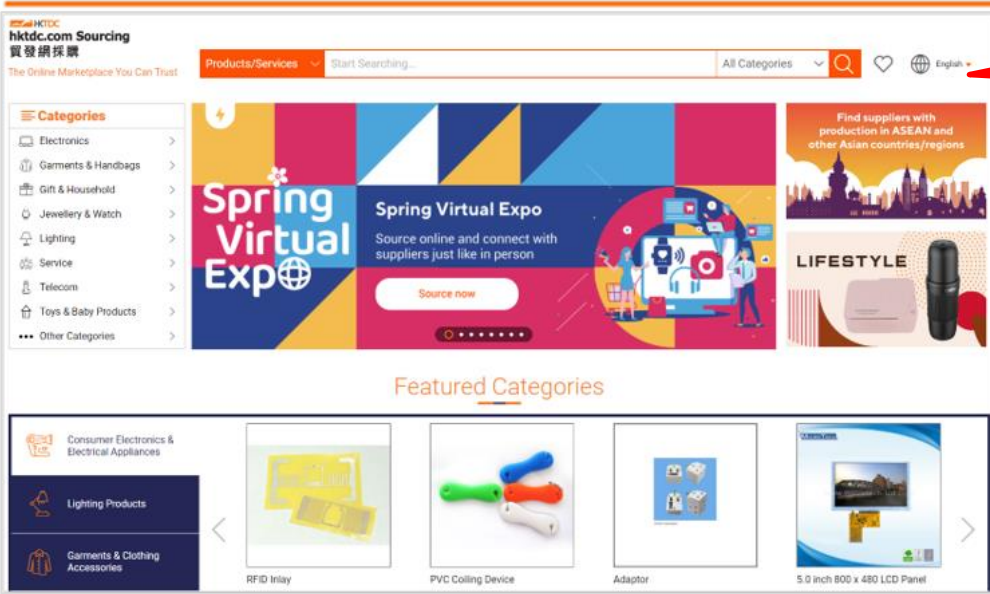 HKTDC
hktdc.com Sourcing
貿發網採購
The Online Marketplace You Can Trust
Products/Services
Start Searching...
All Categories
English
Categories
Electronics
Garments & Handbags
Gift & Household
Jewellery & Watch
Lighting
Service
Telecom
Toys & Baby Products
Other Categories
Spring
Virtual
Expo
Spring Virtual Expo
Source online and connect with
suppliers just like in person
Source now
Find suppliers with
production in ASEAN and
other Asian countries/regions
LIFESTYLE
Featured Categories
Consumer Electronics &
Electrical Appliances
Lighting Products
Garments & Clothing
Accessories
RFID Inlay
PVC Coiling Device
Adaptor
5.0 inch 800 x 480 LCD Panel